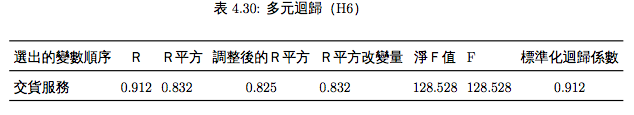 表 4.30: 多元迴歸（H6）
選出的變數順序 R R平方 調整後的R平方 R平方改變量 淨F值 F 標準化迴歸係數
交貨服務 0.912 0.832 0.825 0.832 128.528 128.528 0.912